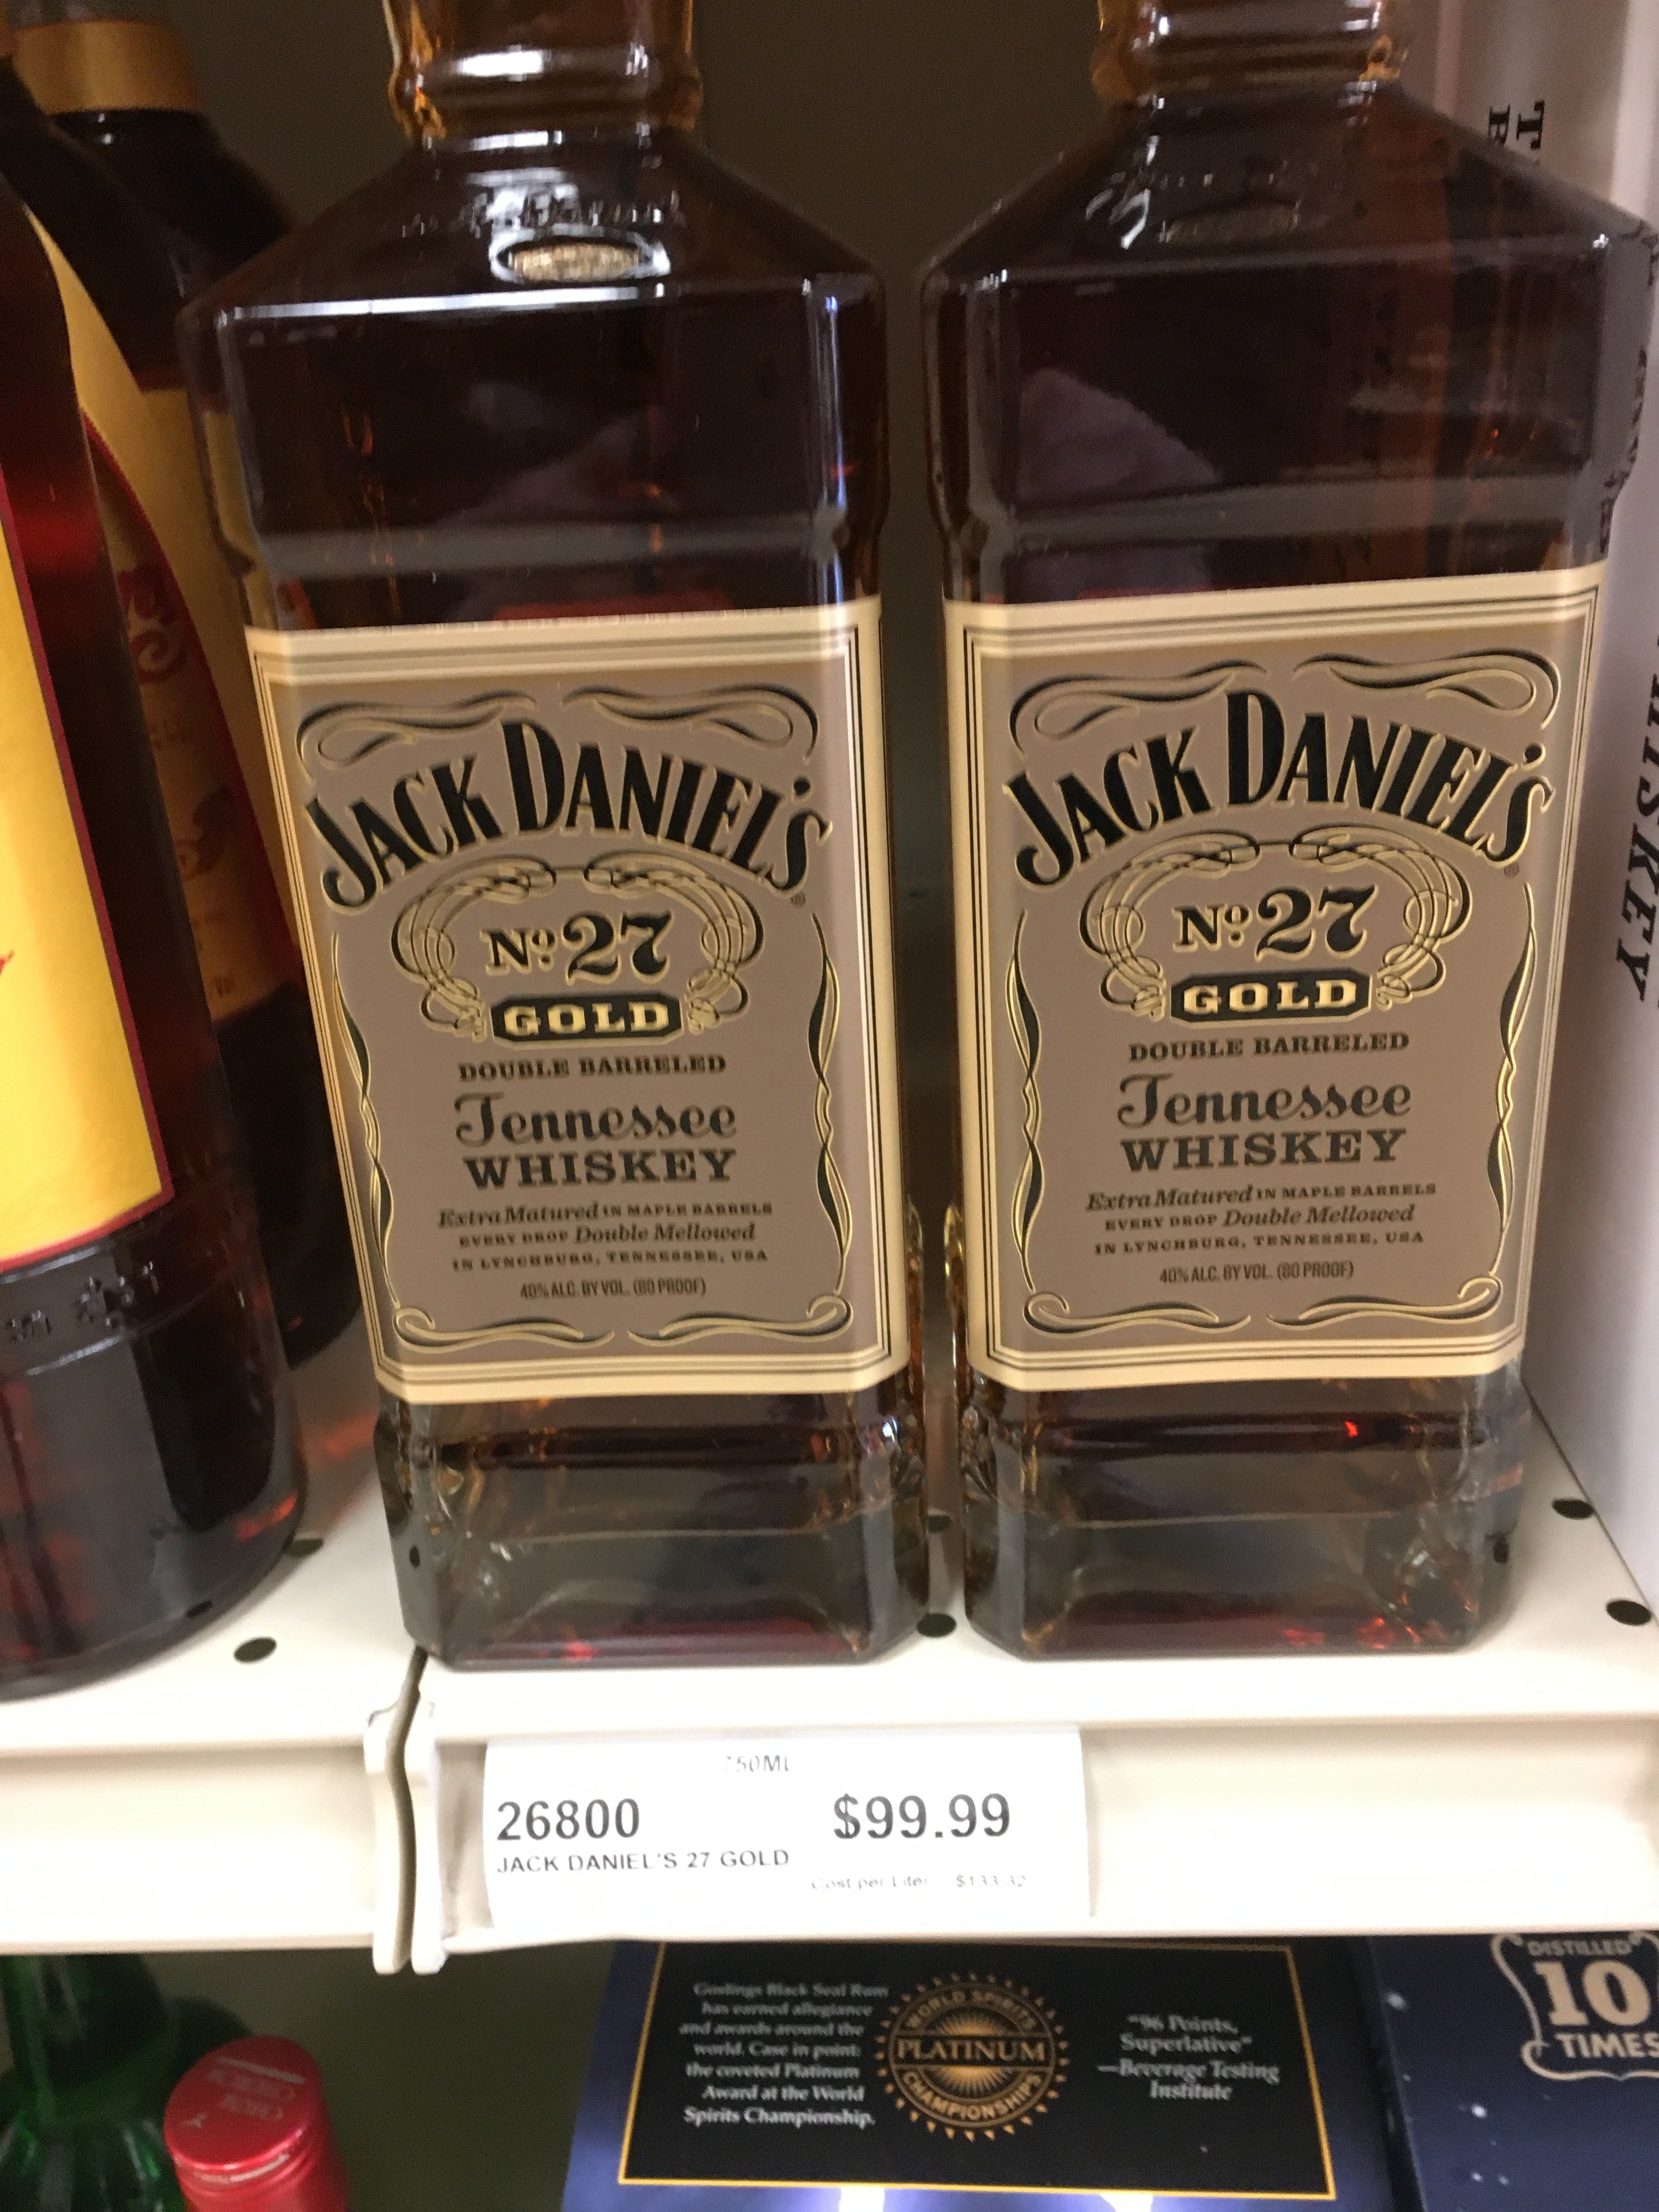 JACK DANIEL'S
Nº 27
GOLD
DOUBLE BARRELED
Tennessee
WHISKEY
Extra Matured IN MAPLE BARRELS
EVERY DROP Double Mellowed
IN LYNCHBURG, TENNESSEE, USA
40% ALC. BY VOL. (80 PROOF)
JACK DANIEL'S
Nº 27
GOLD
DOUBLE BARRELED
Tennessee
WHISKEY
Extra Matured IN MAPLE BARRELS
EVERY DROP Double Mellowed
IN LYNCHBURG, TENNESSEE, USA
40% ALC. BY VOL. (80 PROOF)
750ML
26800 $99.99
JACK DANIEL'S 27 GOLD
Cost per Liter $133.32
Goslings Black Seal Rum
has earned allegiance
and awards around the
world. Case in point:
the coveted Platinum
Award at the World
Spirits Championship.
WORLD SPIRITS
PLATINUM
CHAMPIONSHIPS
"96 Points,
Superlative"
—Beverage Testing
Institute
DISTILLED
10
TIMES